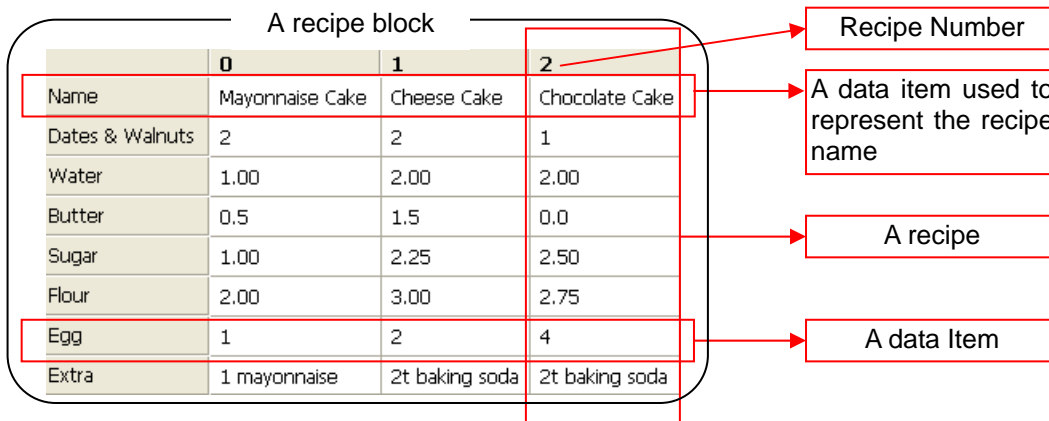 A recipe block
0 1 2
Name Mayonnaise Cake Cheese Cake Chocolate Cake
Dates & Walnuts 2 2 1
Water 1.00 2.00 2.00
Butter 0.5 1.5 0.0
Sugar 1.00 2.25 2.50
Flour 2.00 3.00 2.75
Egg 1 2 4
Extra 1 mayonnaise 2t baking soda 2t baking soda
Recipe Number
A data item used to
represent the recipe
name
A recipe
A data Item